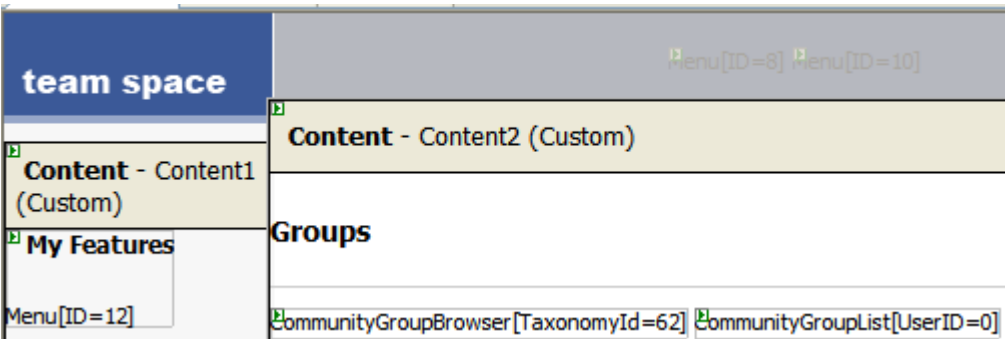 Menu[ID=8] Menu[ID=10]
team space
Content - Content2 (Custom)
Content - Content1
(Custom)
Groups
My Features
Menu[ID=12]
CommunityGroupBrowser[TaxonomyId=62] CommunityGroupList[UserID=0]